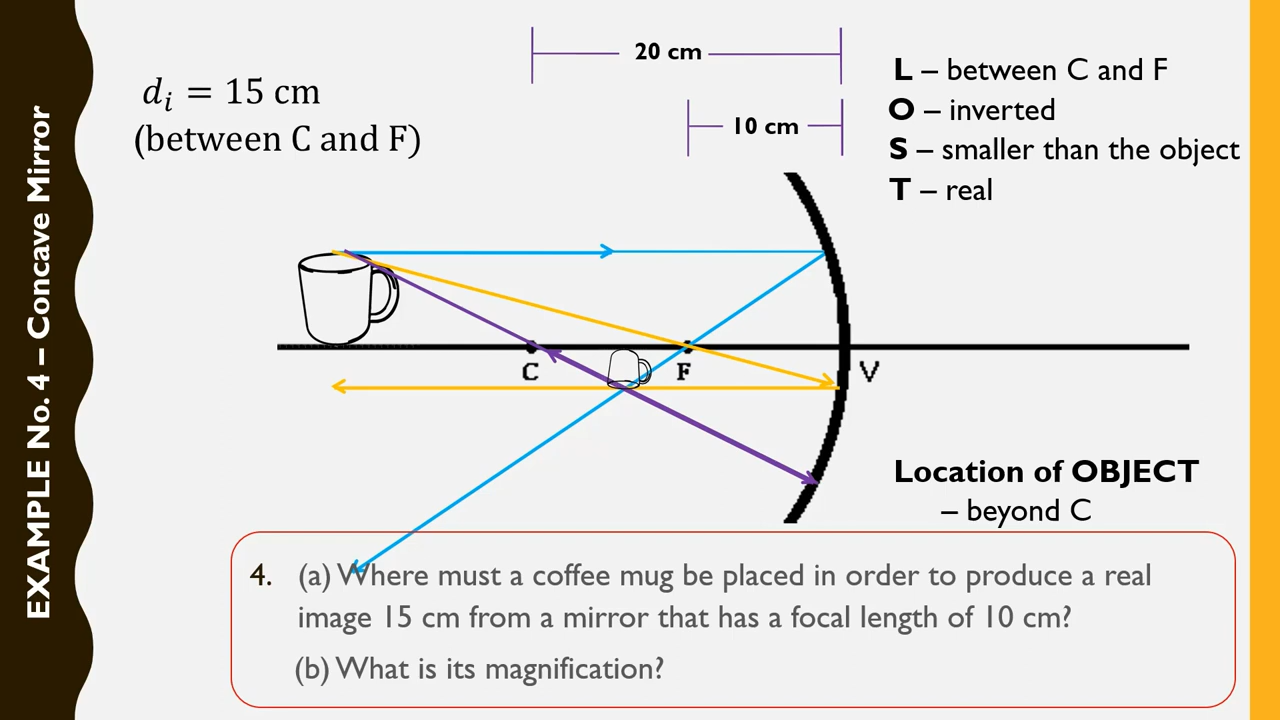 EXAMPLE No. 4 – Concave Mirror
d_i = 15 cm
(between C and F)
20 cm
10 cm
L – between C and F
O – inverted
S – smaller than the object
T – real
C
F
V
Location of OBJECT
– beyond C
4. (a) Where must a coffee mug be placed in order to produce a real
image 15 cm from a mirror that has a focal length of 10 cm?
(b) What is its magnification?